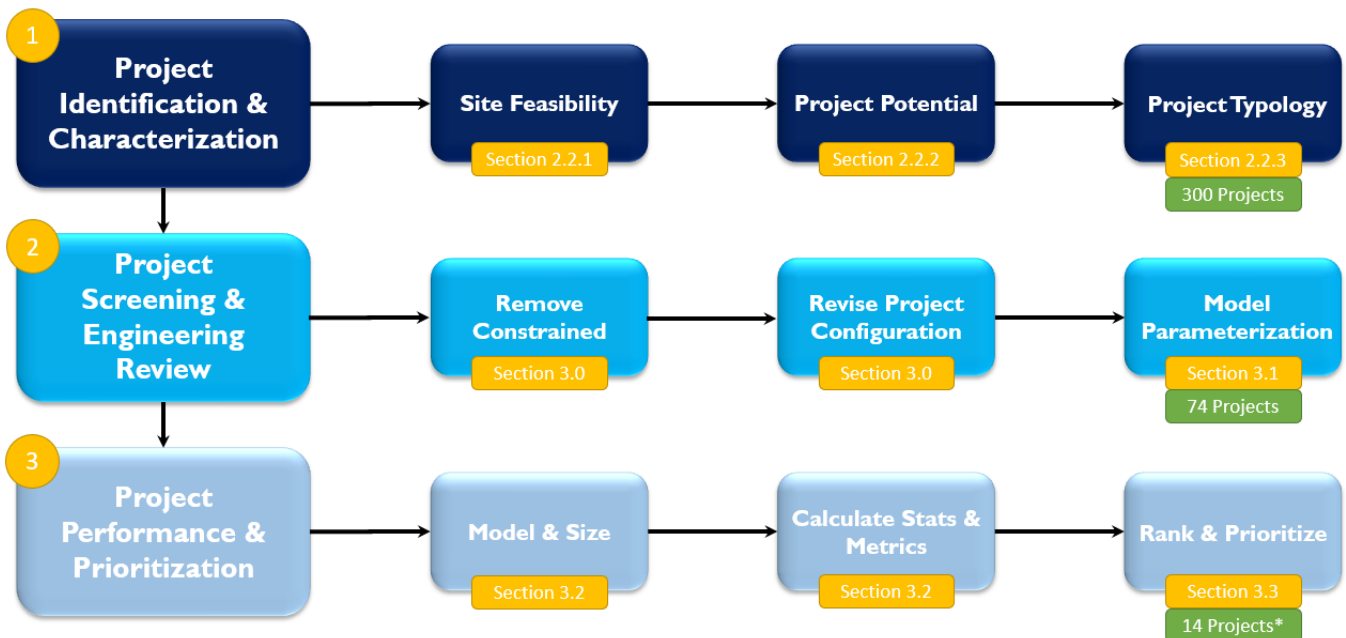 1
Project
Identification &
Characterization
Site Feasibility
Section 2.2.1
Project Potential
Section 2.2.2
Project Typology
Section 2.2.3
300 Projects
2
Project
Screening &
Engineering
Review
Remove
Constrained
Section 3.0
Revise Project
Configuration
Section 3.0
Model
Parameterization
Section 3.1
74 Projects
3
Project
Performance &
Prioritization
Model & Size
Section 3.2
Calculate Stats &
Metrics
Section 3.2
Rank & Prioritize
Section 3.3
14 Projects*